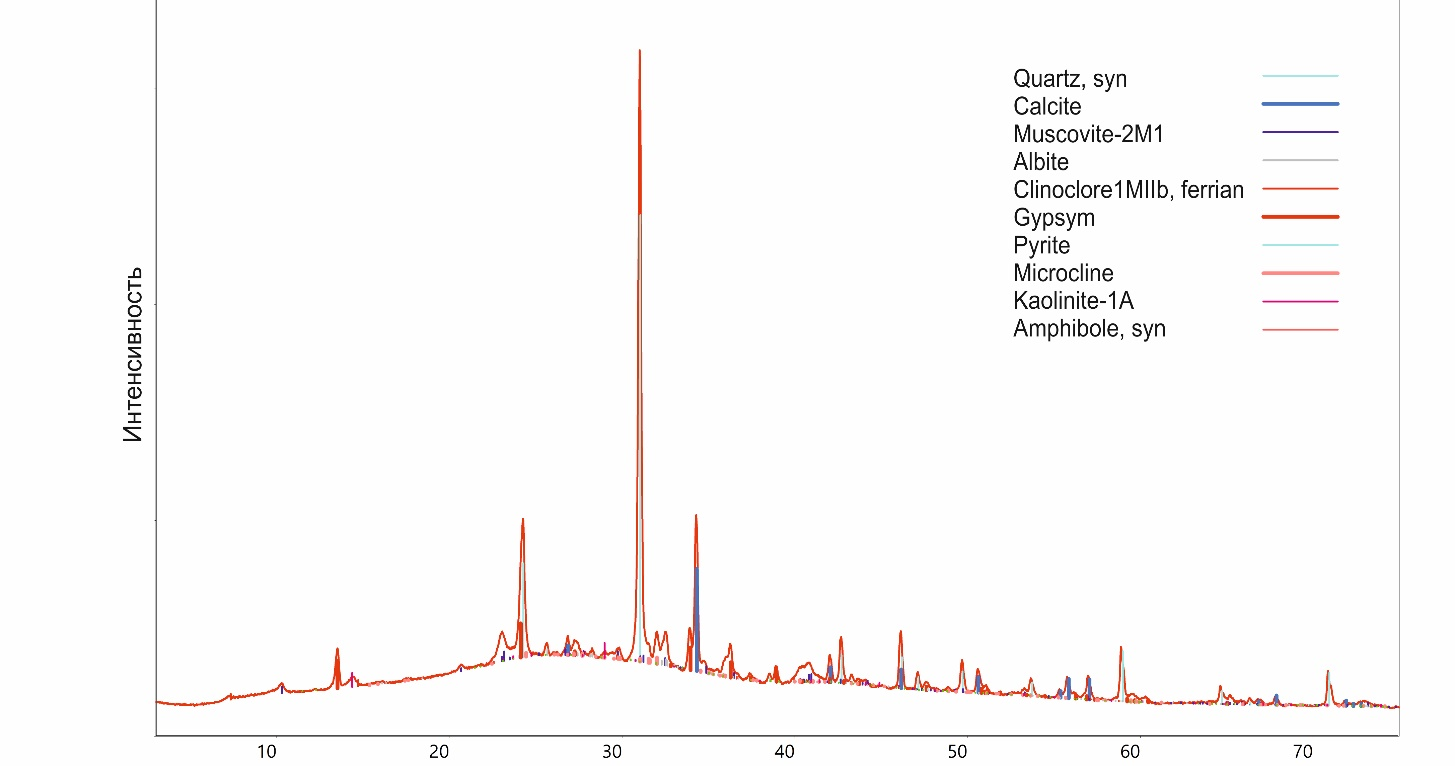 Quartz, syn
Calcite
Muscovite-2M1
Albite
Clinoclore1MIIb, ferrian
Gypsym
Pyrite
Microcline
Kaolinite-1A
Amphibole, syn
Интенсивность
10 20 30 40 50 60 70